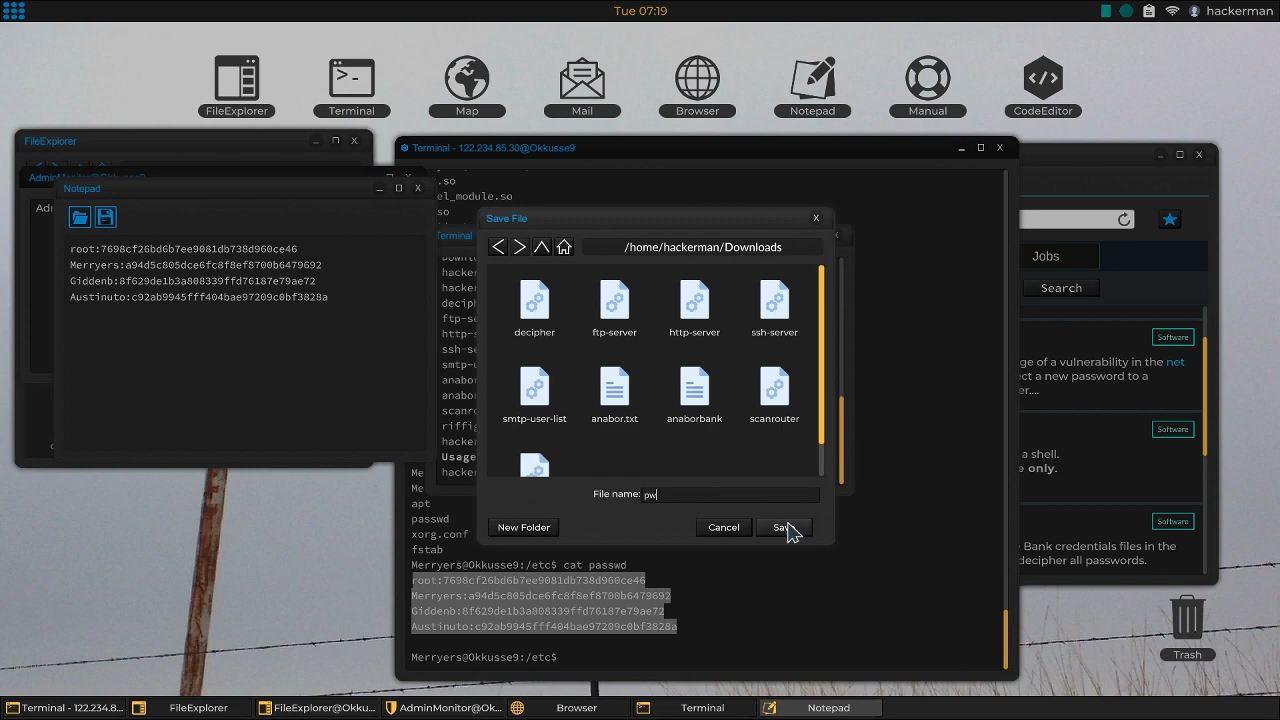 Tue 07:19
hackerman
FileExplorer
Terminal
Map
Mail
Browser
Notepad
Manual
CodeEditor
FileExplorer
Notepad
root:7698cf26bd6b7ee9081db738d960ce46
Merryers:a94d5c805dce6fc8f8ef8700b6479692
Giddenb:8f629de1b3a808339ffd76187e79ae72
Austinuto:c92ab9945fff404bae97209c0bf3828a
Terminal - 122.234.85.30@Okkusse9
.so
el_module.so
so
Terminal
hacker
deciph
ftp-se
http-s
ssh-se
smtp-u
anabor
anabor
scanro
riffig
hacker
Usage
hacker
Save File
/home/hackerman/Downloads
decipher
ftp-server
http-server
ssh-server
smtp-user-list
anabor.txt
anaborbank
scanrouter
File name: pw
New Folder
Cancel
Save
Me
Me
apt
passwd
xorg.conf
fstab
Merryers@Okkusse9:/etc$ cat passwd
root:7698cf26bd6b7ee9081db738d960ce46
Merryers:a94d5c805dce6fc8f8ef8700b6479692
Giddenb:8f629de1b3a808339ffd76187e79ae72
Austinuto:c92ab9945fff404bae97209c0bf3828a
Merryers@Okkusse9:/etc$
Jobs
Search
Software
ge of a vulnerability in the net
ct a new password to a
er....
Software
a shell.
e only.
Software
Bank credentials files in the
decipher all passwords.
Trash
Terminal - 122.234.8...
FileExplorer
FileExplorer@Okku...
AdminMonitor@Ok...
Browser
Terminal
Notepad